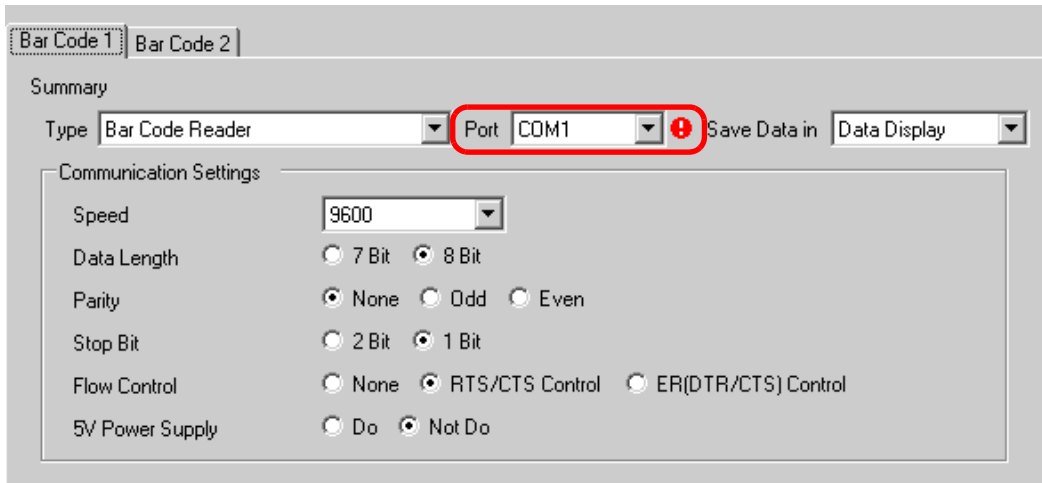 Bar Code 1 Bar Code 2
Summary
Type Bar Code Reader Port COM1 Save Data in Data Display
Communication Settings
Speed 9600
Data Length 7 Bit 8 Bit
Parity None Odd Even
Stop Bit 2 Bit 1 Bit
Flow Control None RTS/CTS Control ER(DTR/CTS) Control
5V Power Supply Do Not Do